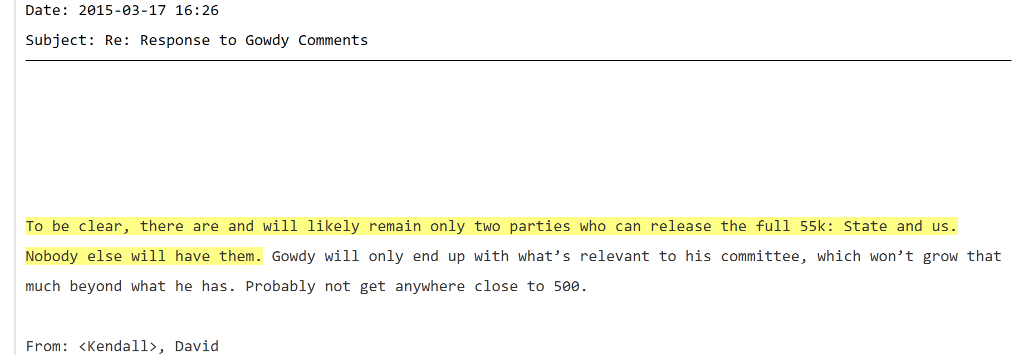 Date: 2015-03-17 16:26
Subject: Re: Response to Gowdy Comments
To be clear, there are and will likely remain only two parties who can release the full 55k: State and us.
Nobody else will have them. Gowdy will only end up with what’s relevant to his committee, which won’t grow that
much beyond what he has. Probably not get anywhere close to 500.
From: <Kendall>, David